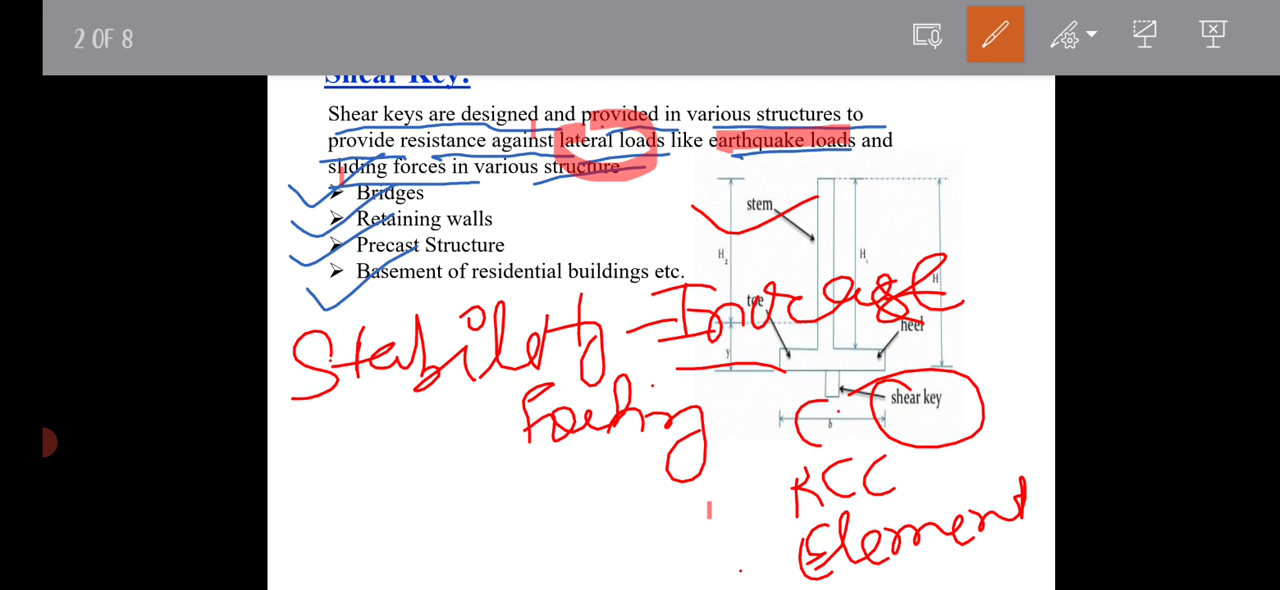 2 OF 8
Shear Key:
Shear keys are designed and provided in various structures to
provide resistance against lateral loads like earthquake loads and
sliding forces in various structure
➤ Bridges
➤ Retaining walls
➤ Precast Structure
➤ Basement of residential buildings etc.
stem
H₂
H₁
H
toe
heel
y
shear key
b
Stability = Increase
Footing
RCC
Element